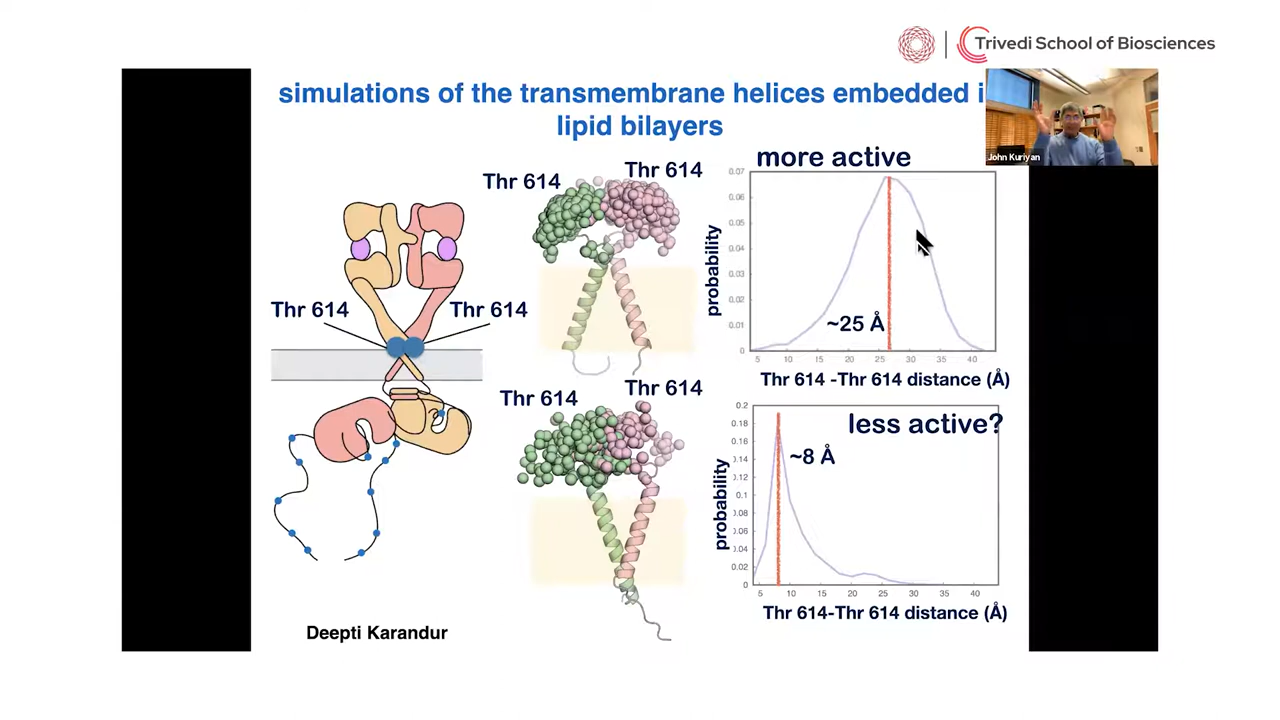 Trivedi School of Biosciences
simulations of the transmembrane helices embedded i
lipid bilayers
John Kuriyan
more active
Thr 614
Thr 614
Thr 614
Thr 614
probability
0.07
0.06
0.05
0.04
0.03
0.02
0.01
0
~25 Å
5 10 15 20 25 30 35 40
Thr 614 -Thr 614 distance (Å)
Thr 614
Thr 614
less active?
probability
0.2
0.18
0.16
0.14
0.12
0.1
0.08
0.06
0.04
0.02
0
~8 Å
5 10 15 20 25 30 35 40
Thr 614-Thr 614 distance (Å)
Deepti Karandur